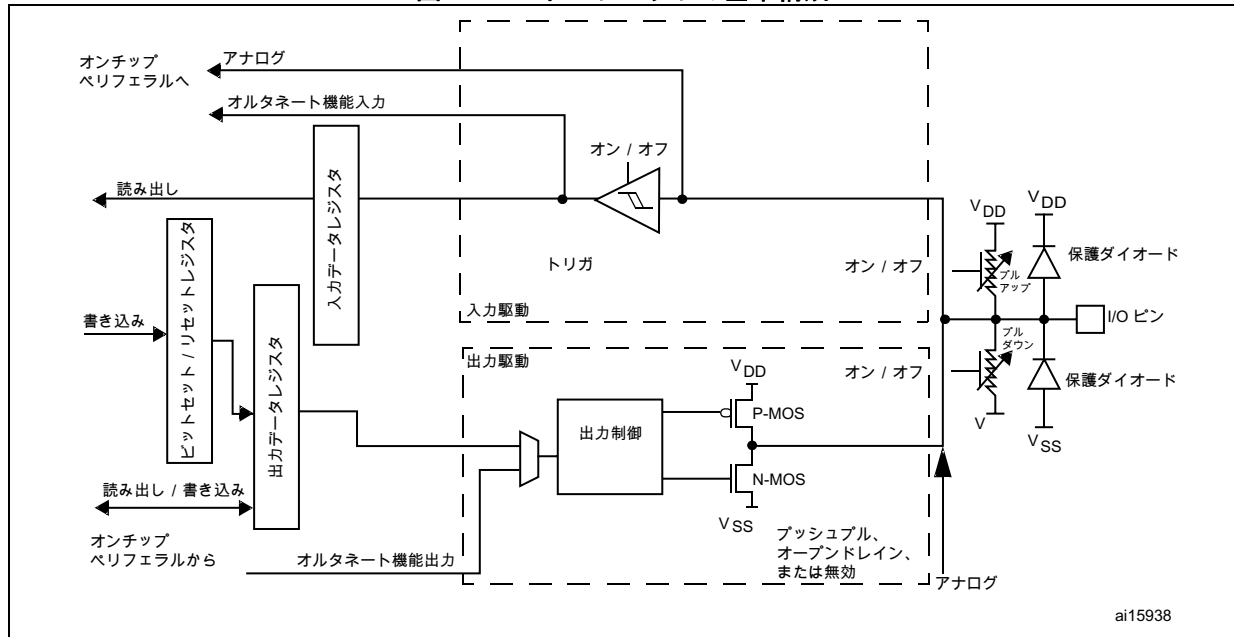 オンチップ
ペリフェラルへ
アナログ
オルタネート機能入力
オン / オフ
読み出し
入力データレジスタ
トリガ
オン / オフ
入力駆動
VDD
VDD
保護ダイオード
プル
アップ
I/O ピン
プル
ダウン
保護ダイオード
V
VSS
書き込み
ビットセット / リセットレジスタ
出力データレジスタ
出力駆動
VDD
オン / オフ
P-MOS
出力制御
N-MOS
VSS
読み出し / 書き込み
オンチップ
ペリフェラルから
オルタネート機能出力
プッシュプル、
オープンドレイン、
または無効
アナログ
ai15938